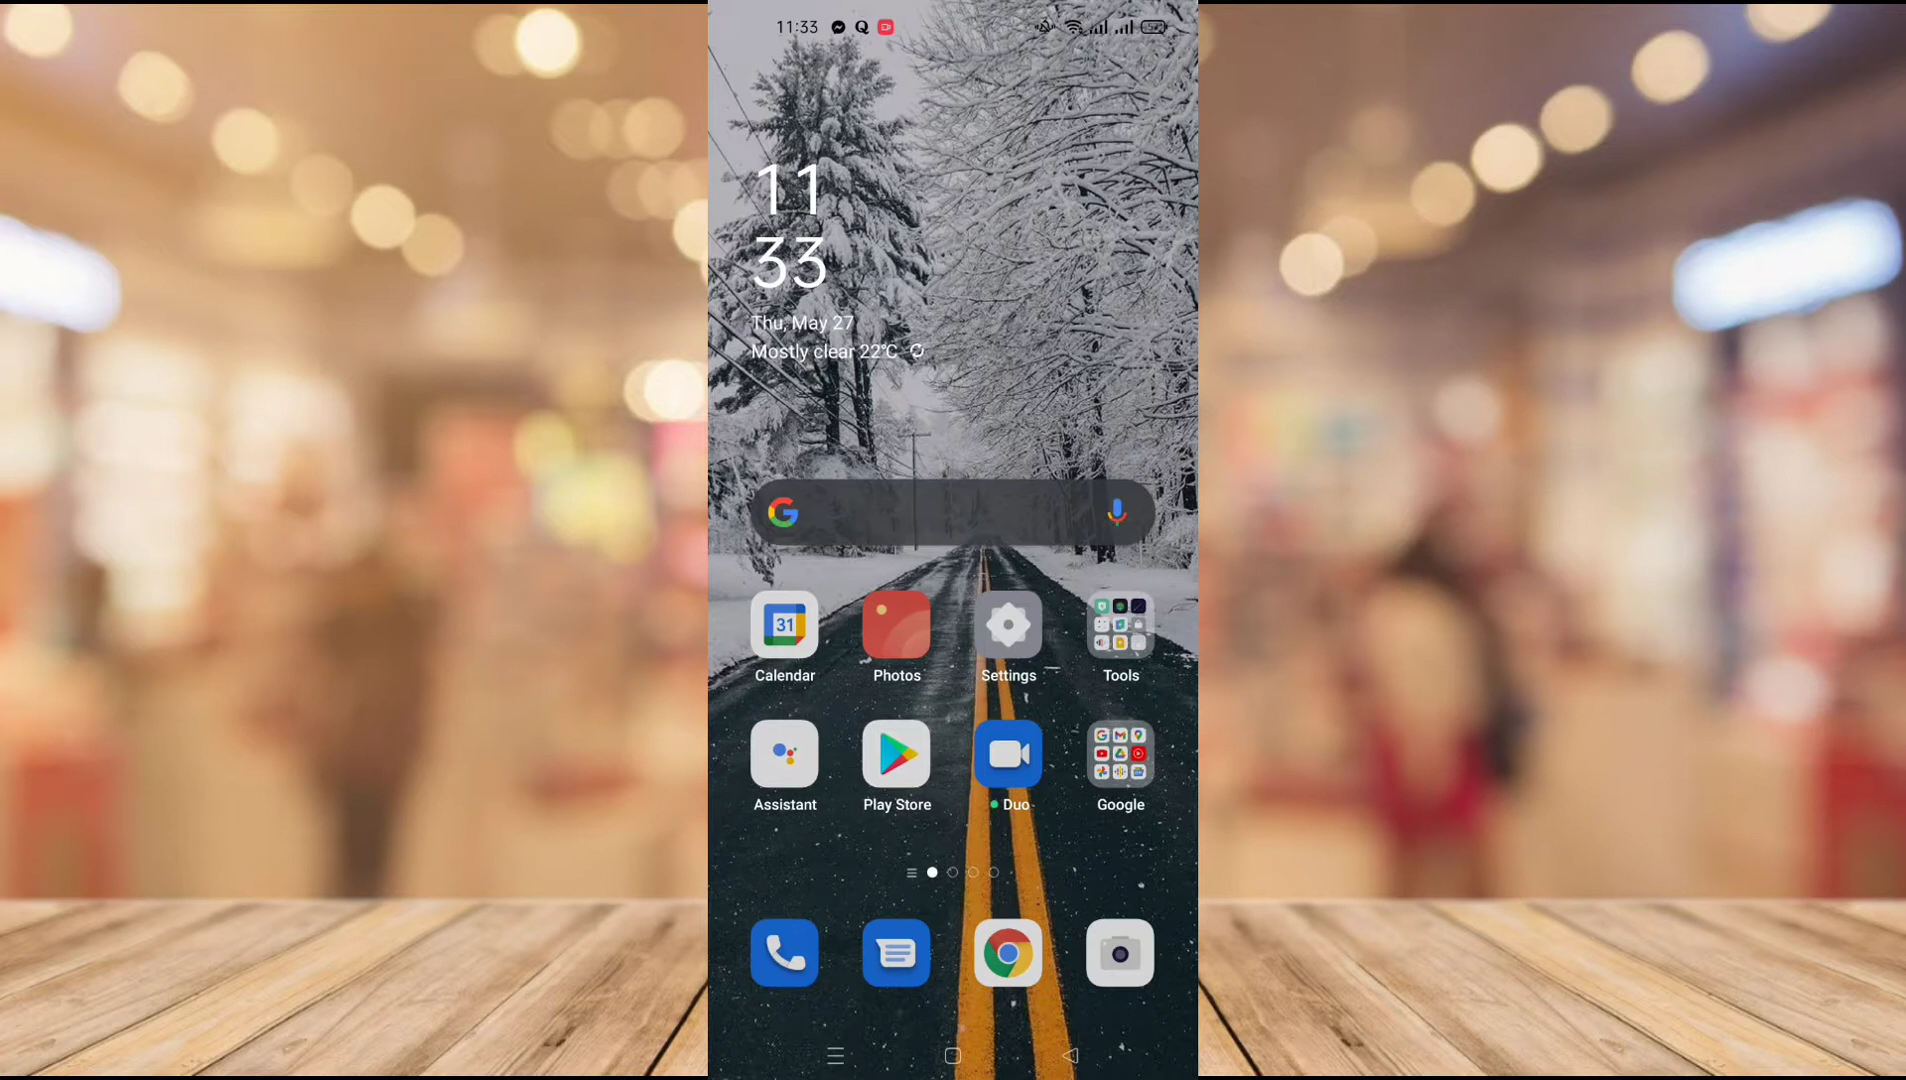 11:33
11
33
Thu, May 27
Mostly clear 22°C
31
Calendar
Photos
Settings
Tools
Assistant
Play Store
Duo
Google